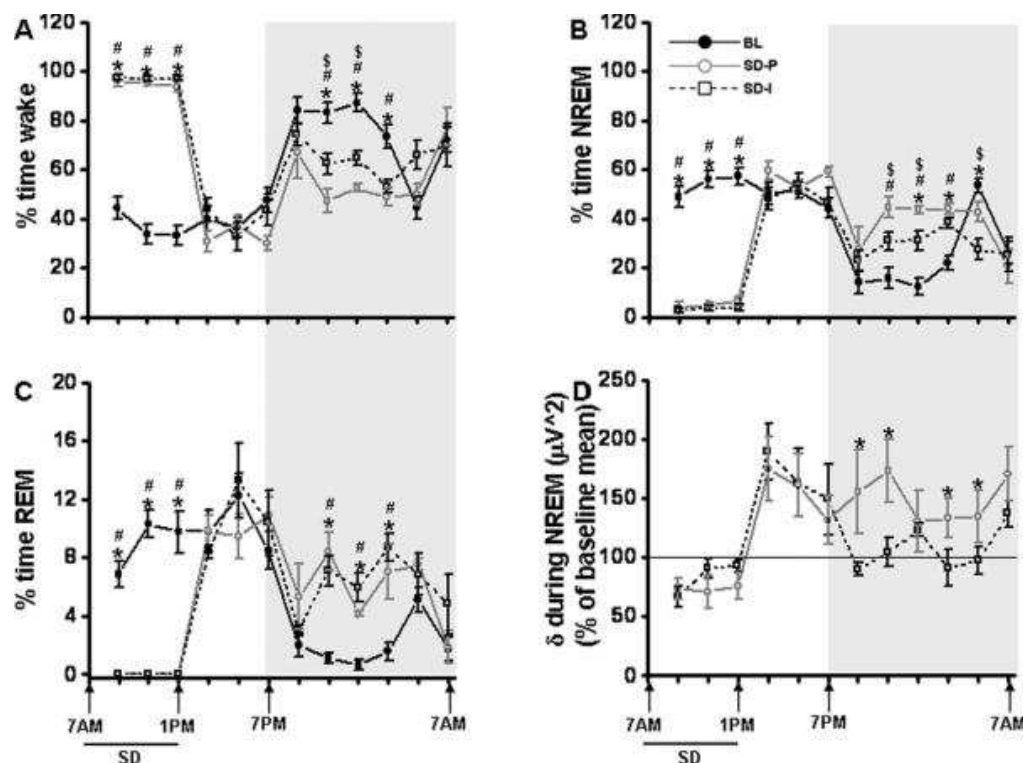 A
% time wake
120
100
80
60
40
20
0
# # # $ $ #
* * * # # *
* *
B
BL
SD-P
SD-I
% time NREM
120
100
80
60
40
20
0
# # # $ $ # $
* * * # # * *
* *
C
% time REM
20
16
12
8
4
0
# # # # # #
* * * * * *
7AM 1PM 7PM 7AM
SD
D
δ during NREM (µV^2)
(% of baseline mean)
250
200
150
100
50
0
* * * *
7AM 1PM 7PM 7AM
SD